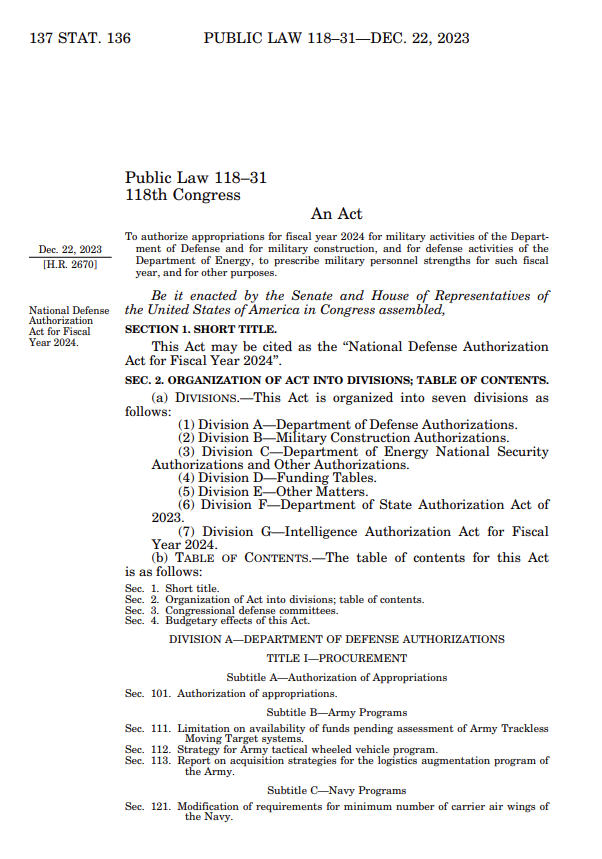 137 STAT. 136 PUBLIC LAW 118–31—DEC. 22, 2023
Public Law 118–31
118th Congress
An Act
Dec. 22, 2023
[H.R. 2670]
To authorize appropriations for fiscal year 2024 for military activities of the Depart-
ment of Defense and for military construction, and for defense activities of the
Department of Energy, to prescribe military personnel strengths for such fiscal
year, and for other purposes.
Be it enacted by the Senate and House of Representatives of
the United States of America in Congress assembled,
National Defense
Authorization
Act for Fiscal
Year 2024.
SECTION 1. SHORT TITLE.
This Act may be cited as the “National Defense Authorization
Act for Fiscal Year 2024”.
SEC. 2. ORGANIZATION OF ACT INTO DIVISIONS; TABLE OF CONTENTS.
(a) DIVISIONS.—This Act is organized into seven divisions as
follows:
(1) Division A—Department of Defense Authorizations.
(2) Division B—Military Construction Authorizations.
(3) Division C—Department of Energy National Security
Authorizations and Other Authorizations.
(4) Division D—Funding Tables.
(5) Division E—Other Matters.
(6) Division F—Department of State Authorization Act of
2023.
(7) Division G—Intelligence Authorization Act for Fiscal
Year 2024.
(b) TABLE OF CONTENTS.—The table of contents for this Act
is as follows:
Sec. 1. Short title.
Sec. 2. Organization of Act into divisions; table of contents.
Sec. 3. Congressional defense committees.
Sec. 4. Budgetary effects of this Act.
DIVISION A—DEPARTMENT OF DEFENSE AUTHORIZATIONS
TITLE I—PROCUREMENT
Subtitle A—Authorization of Appropriations
Sec. 101. Authorization of appropriations.
Subtitle B—Army Programs
Sec. 111. Limitation on availability of funds pending assessment of Army Trackless
Moving Target systems.
Sec. 112. Strategy for Army tactical wheeled vehicle program.
Sec. 113. Report on acquisition strategies for the logistics augmentation program of
the Army.
Subtitle C—Navy Programs
Sec. 121. Modification of requirements for minimum number of carrier air wings of
the Navy.